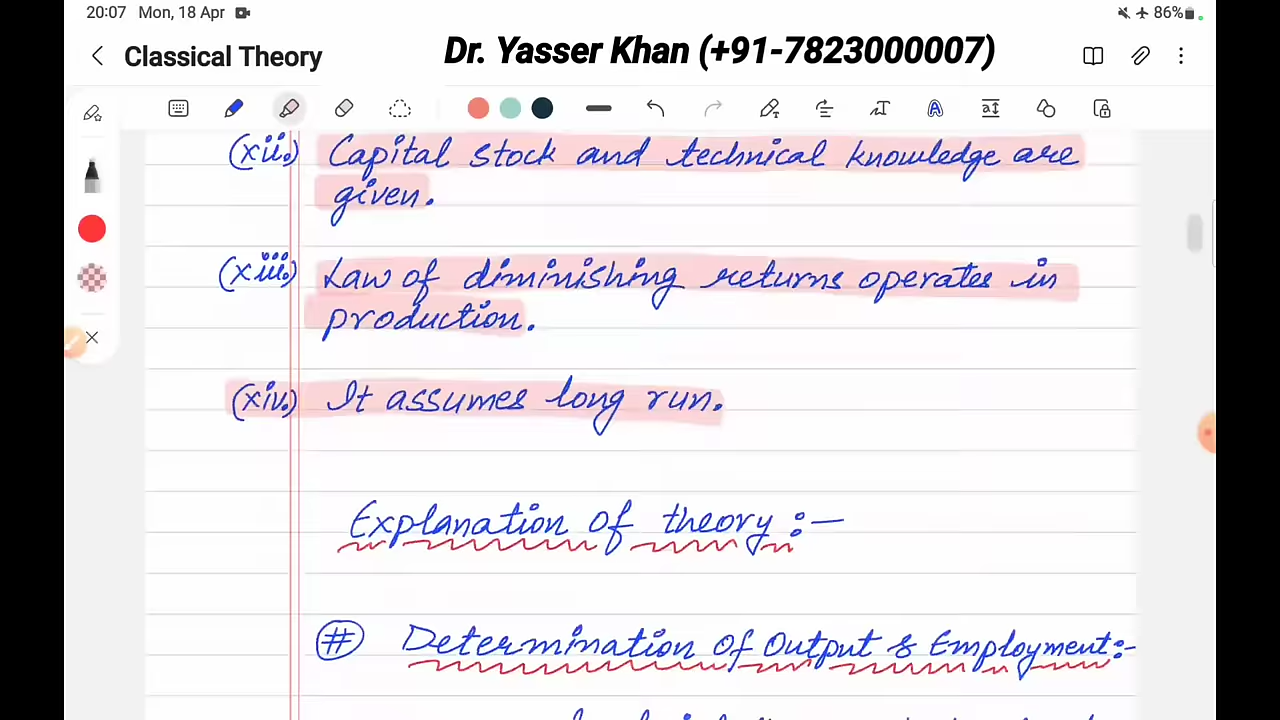 20:07 Mon, 18 Apr
86%
Classical Theory
Dr. Yasser Khan (+91-7823000007)
(xii.) Capital stock and technical knowledge are
given.
(xiii.) Law of diminishing returns operates in
production.
(xiv.) It assumes long run.
Explanation of theory :—
# Determination Of Output & Employment:-